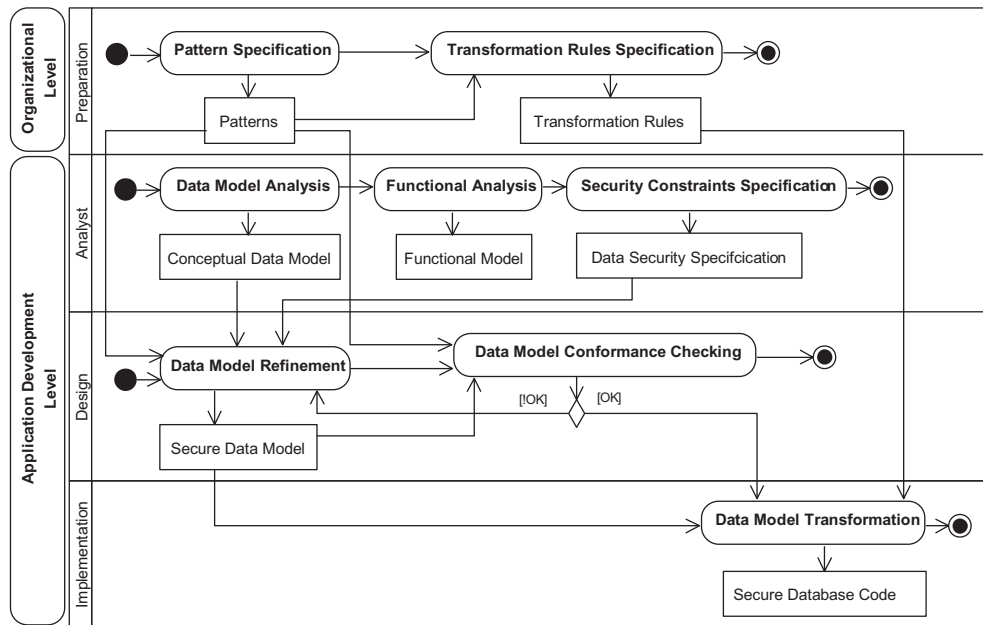 Organizational
Level
Preparation
Pattern Specification
Transformation Rules Specification
Patterns
Transformation Rules
Application Development
Level
Analyst
Data Model Analysis
Functional Analysis
Security Constraints Specification
Conceptual Data Model
Functional Model
Data Security Specifcication
Design
Data Model Refinement
Data Model Conformance Checking
[!OK]
[OK]
Secure Data Model
Implementation
Data Model Transformation
Secure Database Code